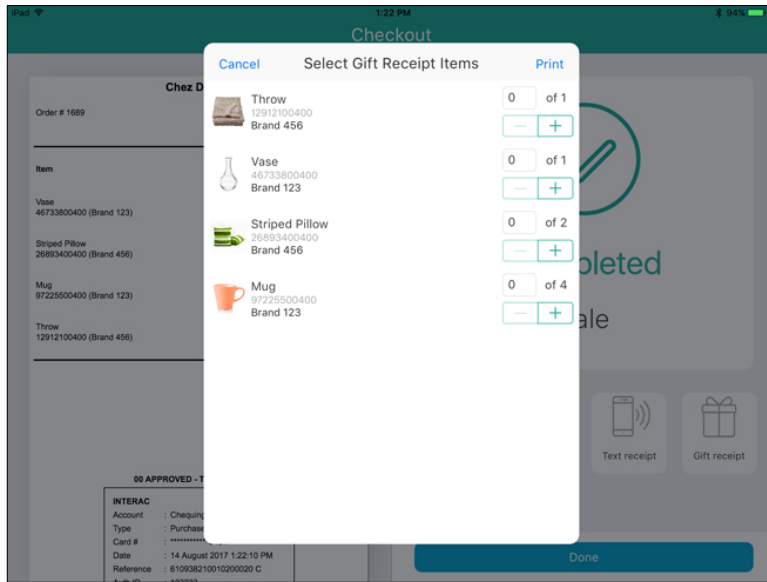 iPad 1:22 PM 94%
Checkout
Cancel Select Gift Receipt Items Print
Throw 0 of 1
12912100400
Brand 456
Vase 0 of 1
46733800400
Brand 123
Striped Pillow 0 of 2
26893400400
Brand 456
Mug 0 of 4
97225500400
Brand 123
Chez D
Order # 1689
Item
Vase
46733800400 (Brand 123)
Striped Pillow
26893400400 (Brand 456)
Mug
97225500400 (Brand 123)
Throw
12912100400 (Brand 456)
00 APPROVED - T
INTERAC
Account : Chequing
Type : Purchase
Card # : ***********
Date : 14 August 2017 1:22:10 PM
Reference : 610938210010200020 C
pleted
ale
Text receipt Gift receipt
Done